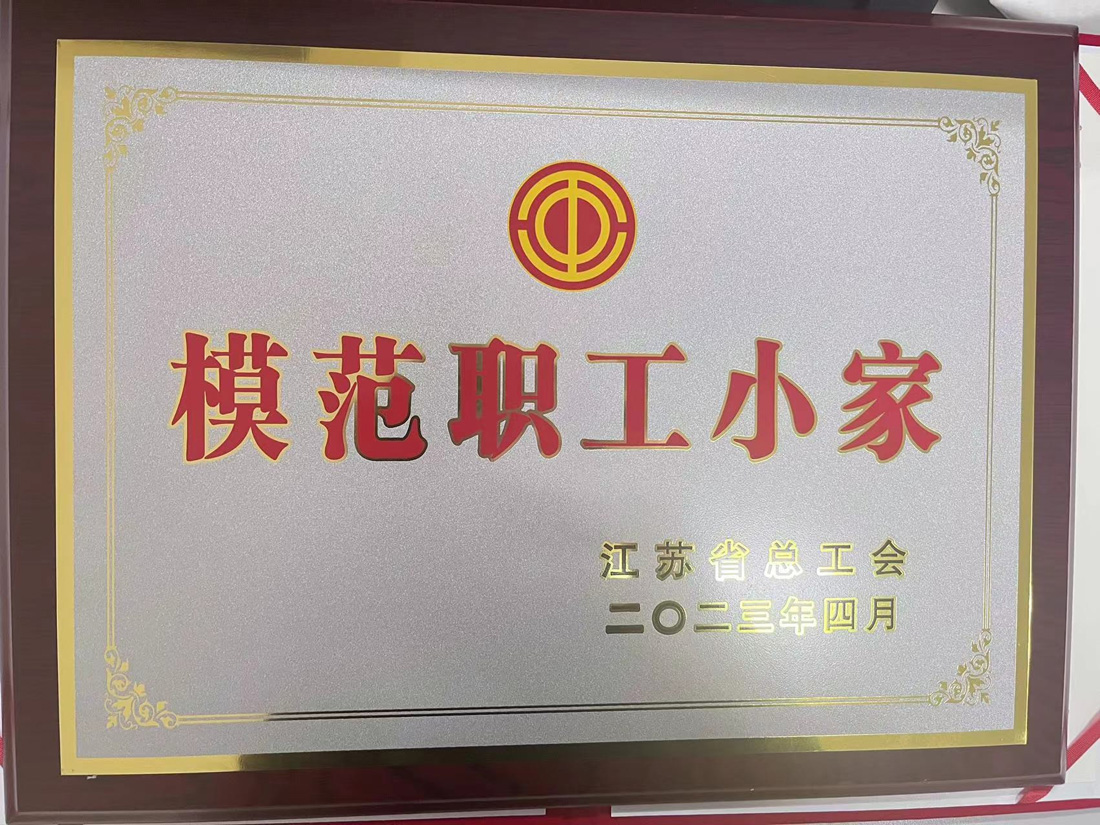 模范职工小家
江苏省总工会
二〇二三年四月